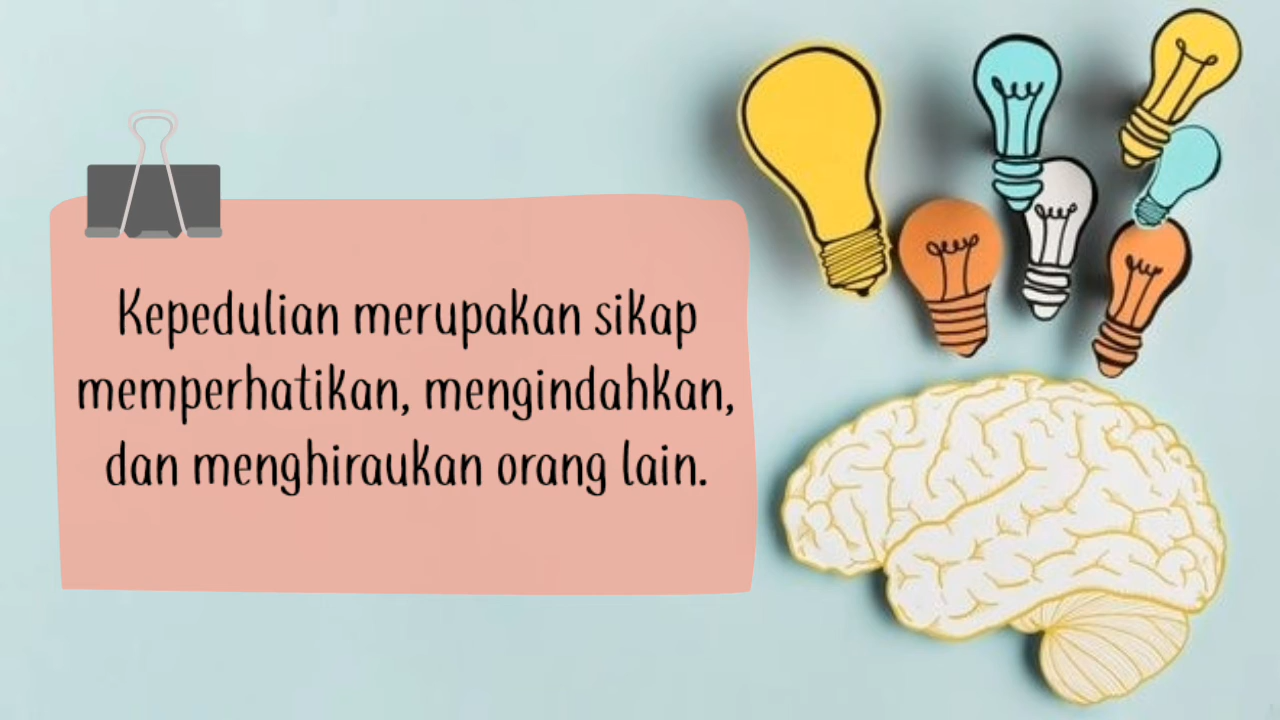 Kepedulian merupakan sikap
memperhatikan, mengindahkan,
dan menghiraukan orang lain.